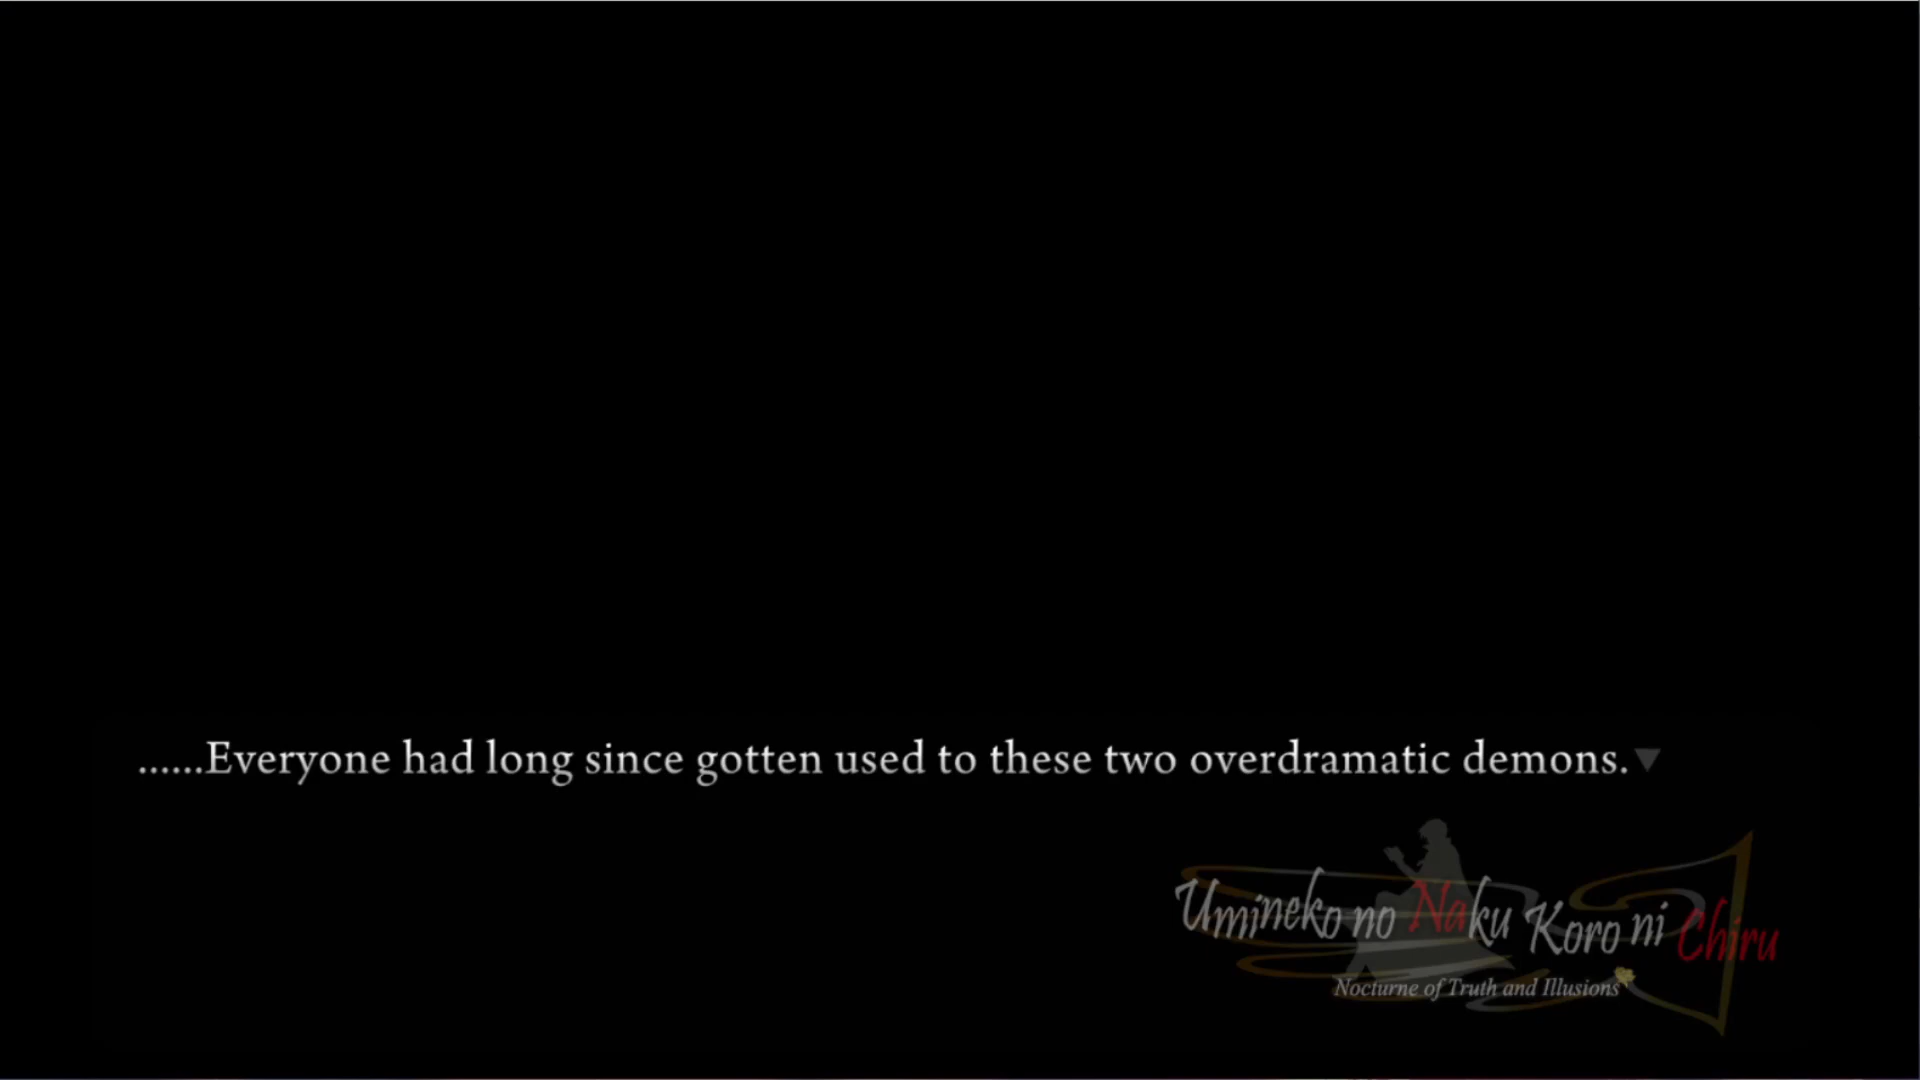 ......Everyone had long since gotten used to these two overdramatic demons.
Umineko no Naku Koro ni Chiru
Nocturne of Truth and Illusions